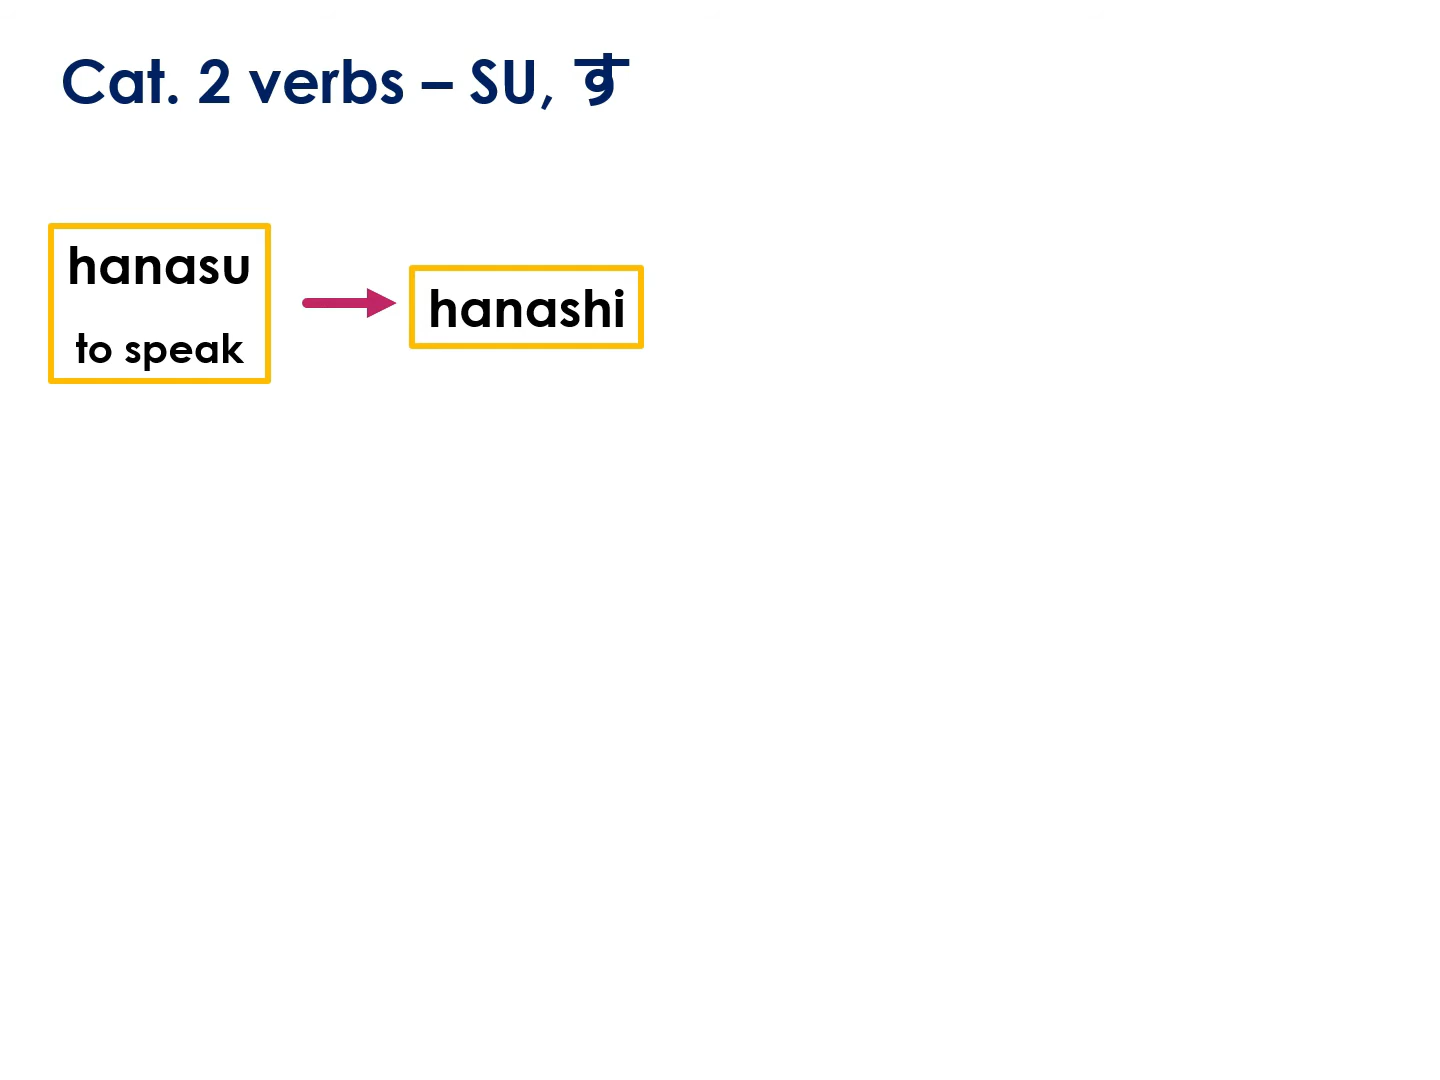 Cat. 2 verbs – SU, す
hanasu
to speak
hanashi